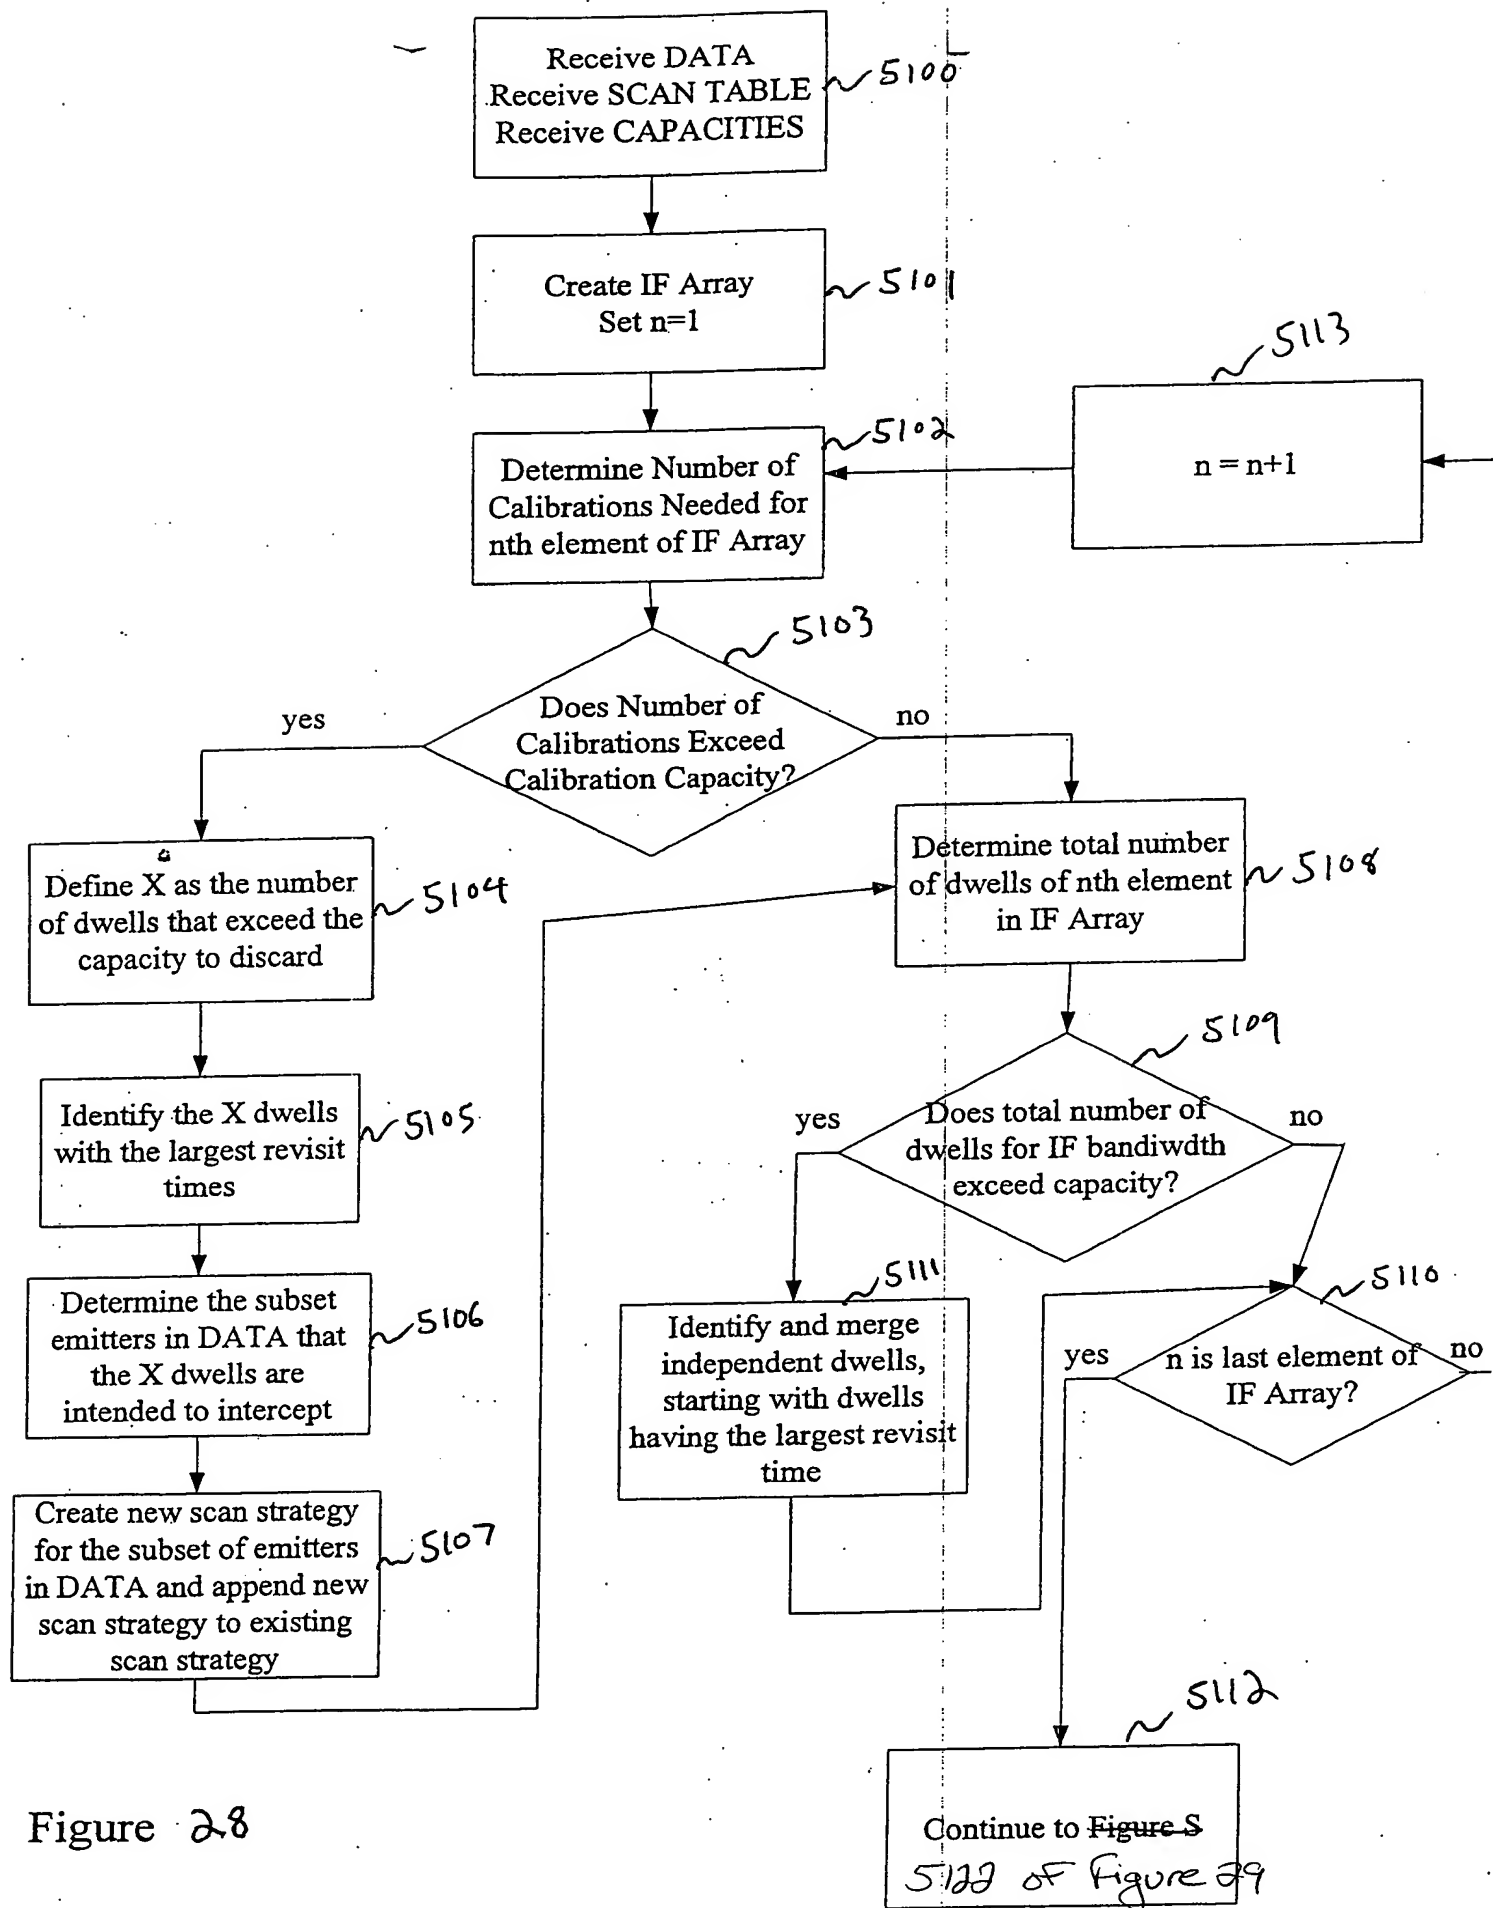 Receive DATA
Receive SCAN TABLE
Receive CAPACITIES
5100
Create IF Array
Set n=1
5101
5113
n = n+1
5102
Determine Number of
Calibrations Needed for
nth element of IF Array
5103
Does Number of
Calibrations Exceed
Calibration Capacity?
yes
no
Define X as the number
of dwells that exceed the
capacity to discard
5104
Determine total number
of dwells of nth element
in IF Array
5108
Identify the X dwells
with the largest revisit
times
5105
5109
Does total number of
dwells for IF bandiwdth
exceed capacity?
yes
no
Determine the subset
emitters in DATA that
the X dwells are
intended to intercept
5106
5111
Identify and merge
independent dwells,
starting with dwells
having the largest revisit
time
5110
n is last element of
IF Array?
yes
no
Create new scan strategy
for the subset of emitters
in DATA and append new
scan strategy to existing
scan strategy
5107
5112
Continue to Figure S
5122 of Figure 29
Figure 28